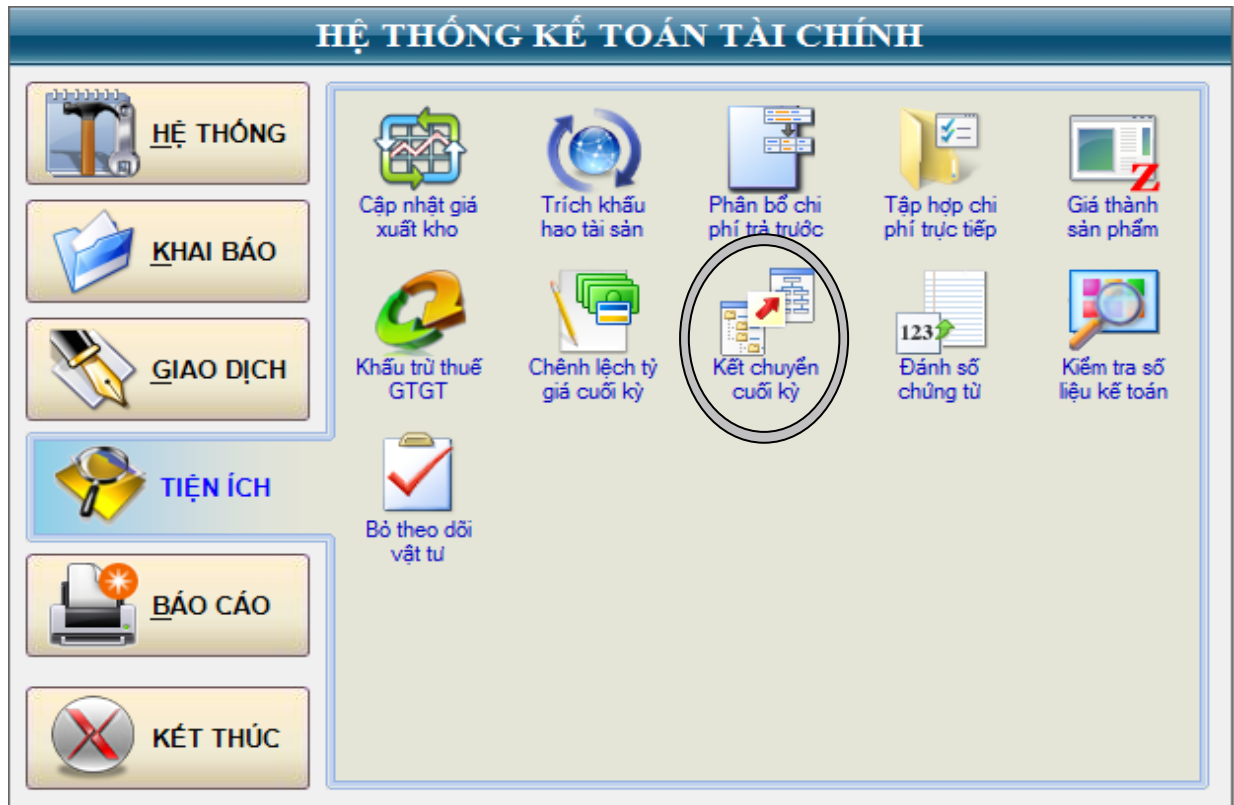 HỆ THỐNG KẾ TOÁN TÀI CHÍNH
HỆ THỐNG
KHAI BÁO
GIAO DỊCH
TIỆN ÍCH
BÁO CÁO
KẾT THÚC
Cập nhật giá
xuất kho
Trích khấu
hao tài sản
Phân bổ chi
phí trả trước
Tập hợp chi
phí trực tiếp
Z
Giá thành
sản phẩm
Khấu trừ thuế
GTGT
Chênh lệch tỷ
giá cuối kỳ
Kết chuyển
cuối kỳ
123
Đánh số
chứng từ
Kiểm tra số
liệu kế toán
Bỏ theo dõi
vật tư